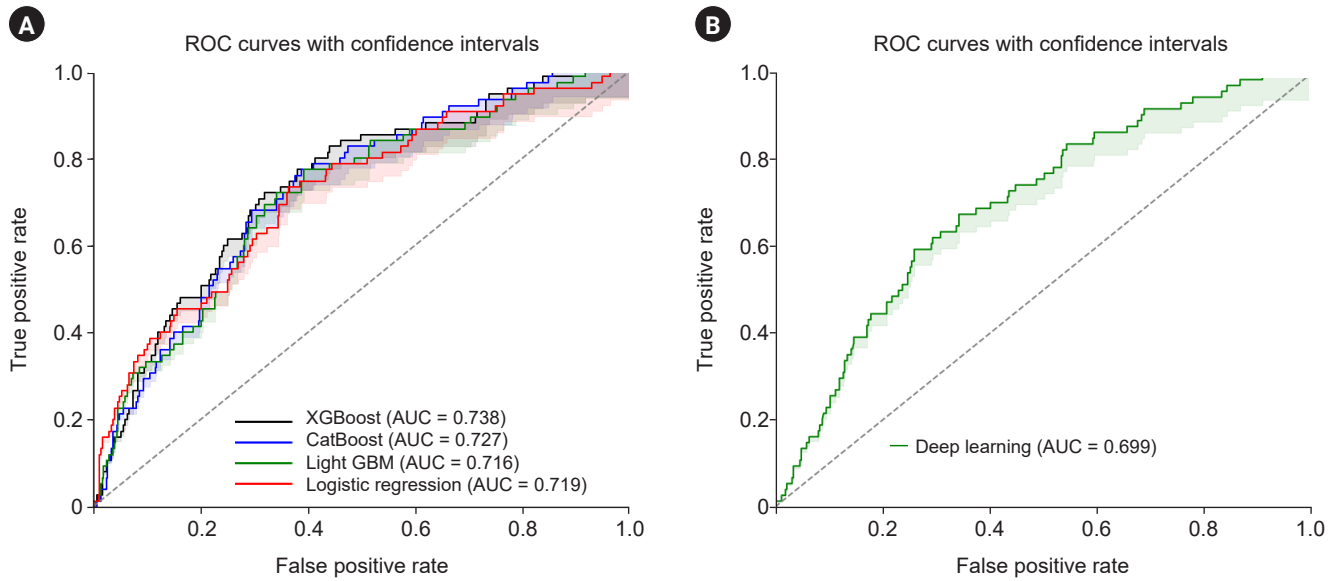 A
ROC curves with confidence intervals
True positive rate
1.0
0.8
0.6
0.4
0.2
0
XGBoost (AUC = 0.738)
CatBoost (AUC = 0.727)
Light GBM (AUC = 0.716)
Logistic regression (AUC = 0.719)
0.2
0.4
0.6
0.8
1.0
False positive rate
B
ROC curves with confidence intervals
True positive rate
1.0
0.8
0.6
0.4
0.2
0
Deep learning (AUC = 0.699)
0.2
0.4
0.6
0.8
1.0
False positive rate